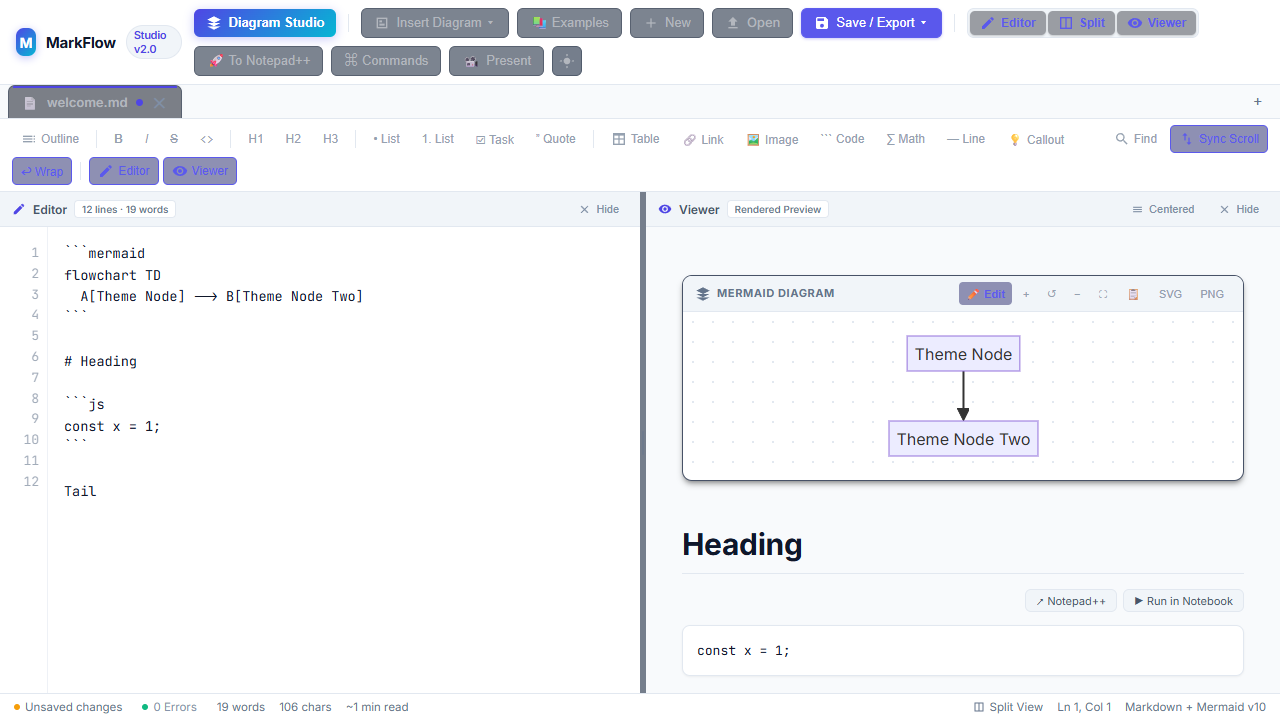 M MarkFlow Studio v2.0
Diagram Studio Insert Diagram Examples New Open Save / Export Editor Split Viewer
To Notepad++ ⌘ Commands Present
welcome.md
+
Outline B I S <> H1 H2 H3 • List 1. List ☑ Task " Quote Table Link Image ``` Code ∑ Math — Line Callout Find Sync Scroll
↩ Wrap Editor Viewer
Editor 12 lines · 19 words × Hide
1 ```mermaid
2 flowchart TD
3 A[Theme Node] --> B[Theme Node Two]
4 ```
5
6 # Heading
7
8 ```js
9 const x = 1;
10 ```
11
12 Tail
Viewer Rendered Preview Centered × Hide
MERMAID DIAGRAM Edit + ↺ − SVG PNG
Theme Node
Theme Node Two
Heading
↗ Notepad++ ▶ Run in Notebook
const x = 1;
Unsaved changes 0 Errors 19 words 106 chars ~1 min read Split View Ln 1, Col 1 Markdown + Mermaid v10